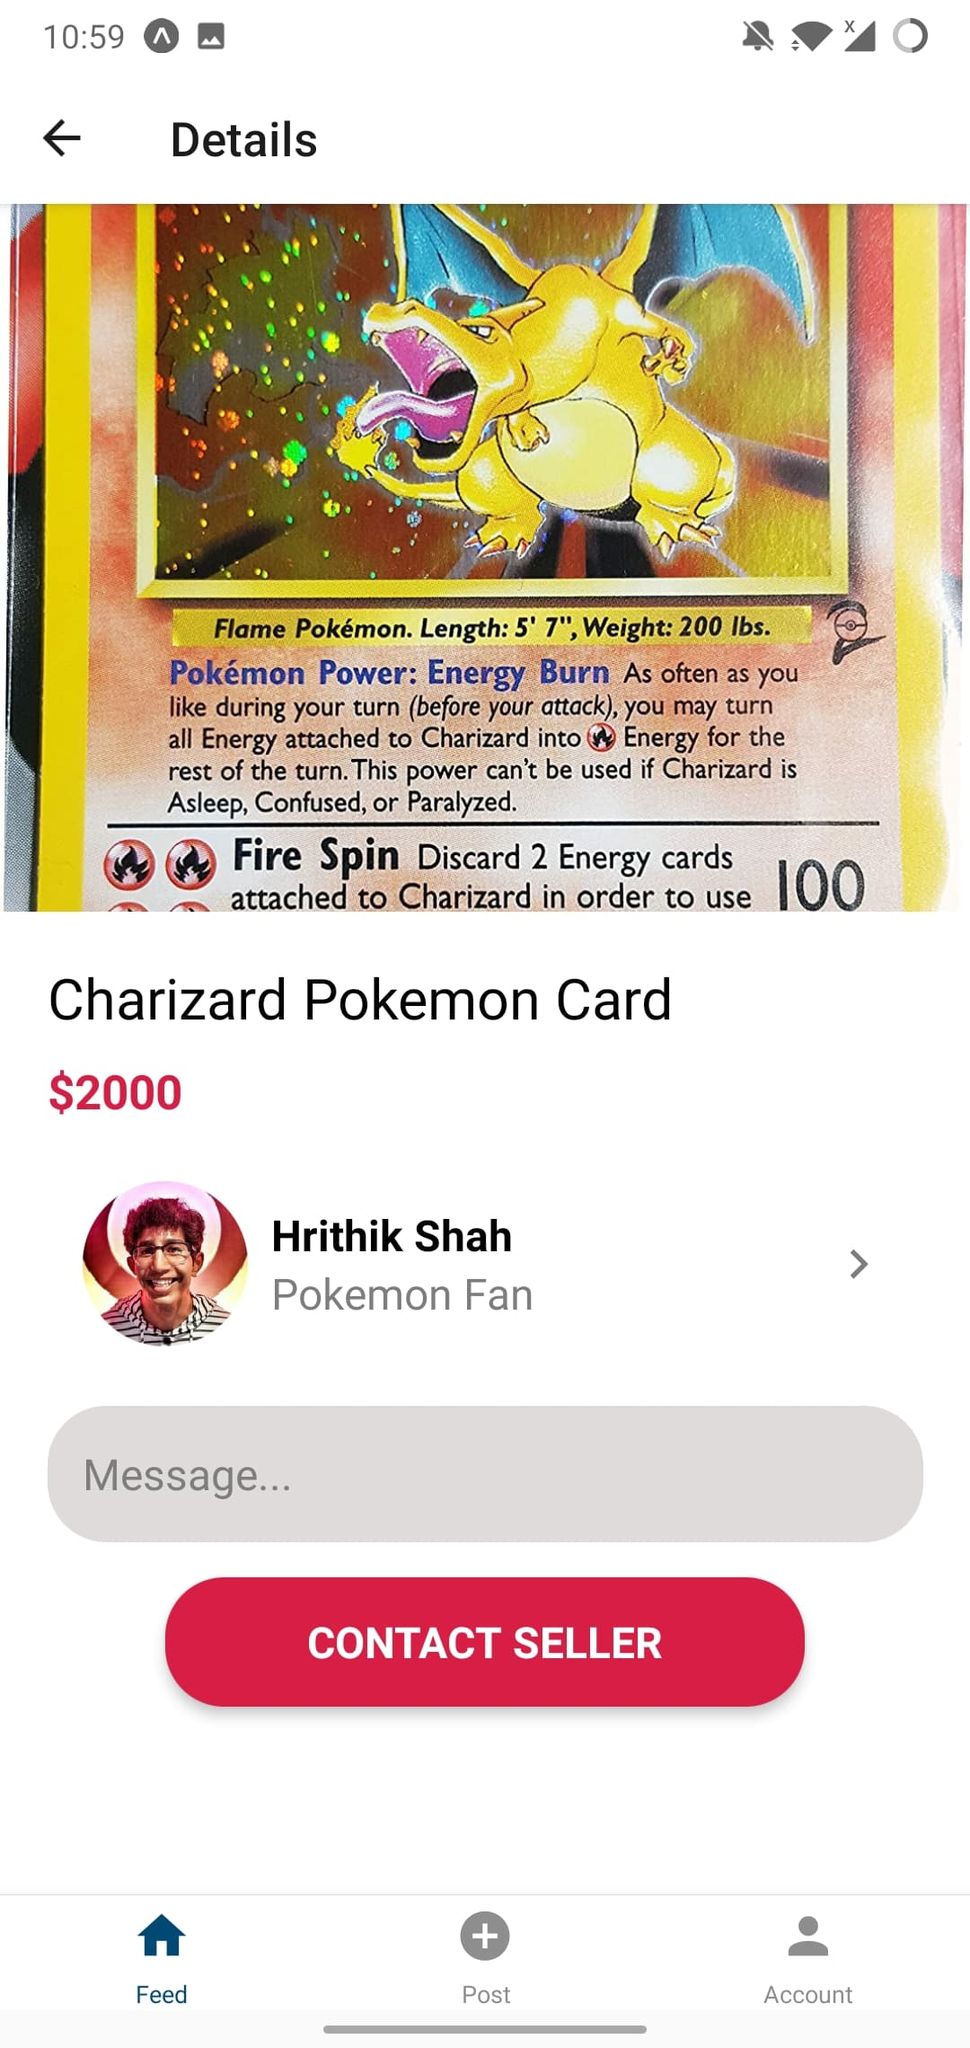 10:59
Details
Flame Pokémon. Length: 5' 7", Weight: 200 lbs.
Pokémon Power: Energy Burn As often as you
like during your turn (before your attack), you may turn
all Energy attached to Charizard into Energy for the
rest of the turn. This power can't be used if Charizard is
Asleep, Confused, or Paralyzed.
Fire Spin Discard 2 Energy cards
attached to Charizard in order to use
100
Charizard Pokemon Card
$2000
Hrithik Shah
Pokemon Fan
Message...
CONTACT SELLER
Feed
Post
Account